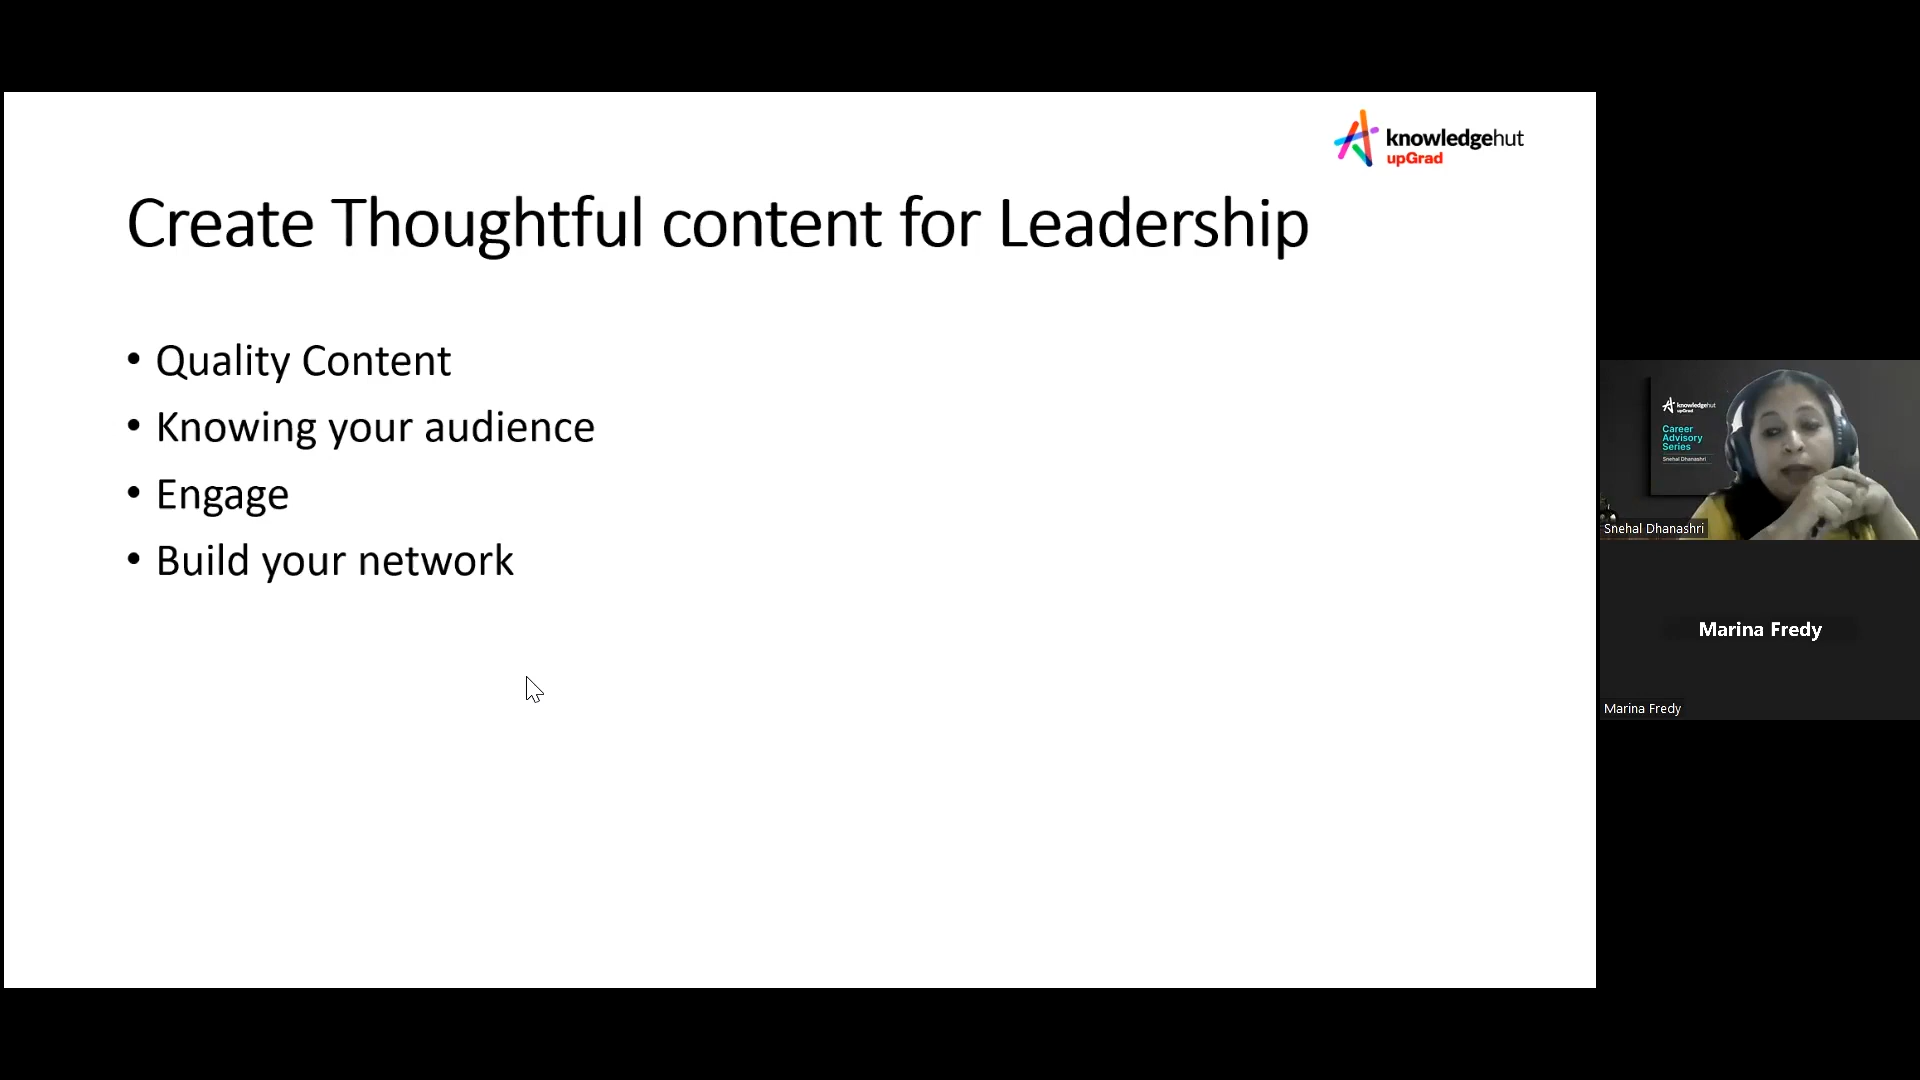 knowledgehut
upGrad
Create Thoughtful content for Leadership
• Quality Content
• Knowing your audience
• Engage
• Build your network
knowledgehut
upGrad
Career
Advisory
Series
Snehal Dhanashri
Snehal Dhanashri
Marina Fredy
Marina Fredy